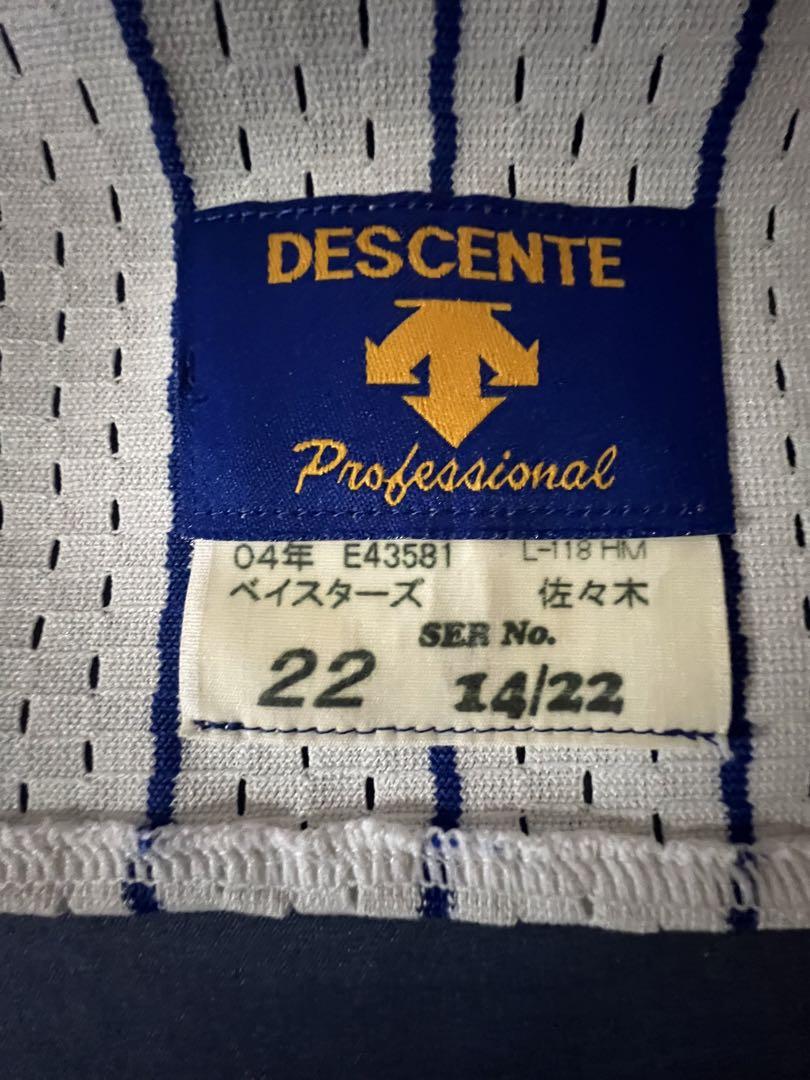 DESCENTE
Professional
04年 E43581 L-118 HM
ベイスターズ 佐々木
SER No.
22 14/22